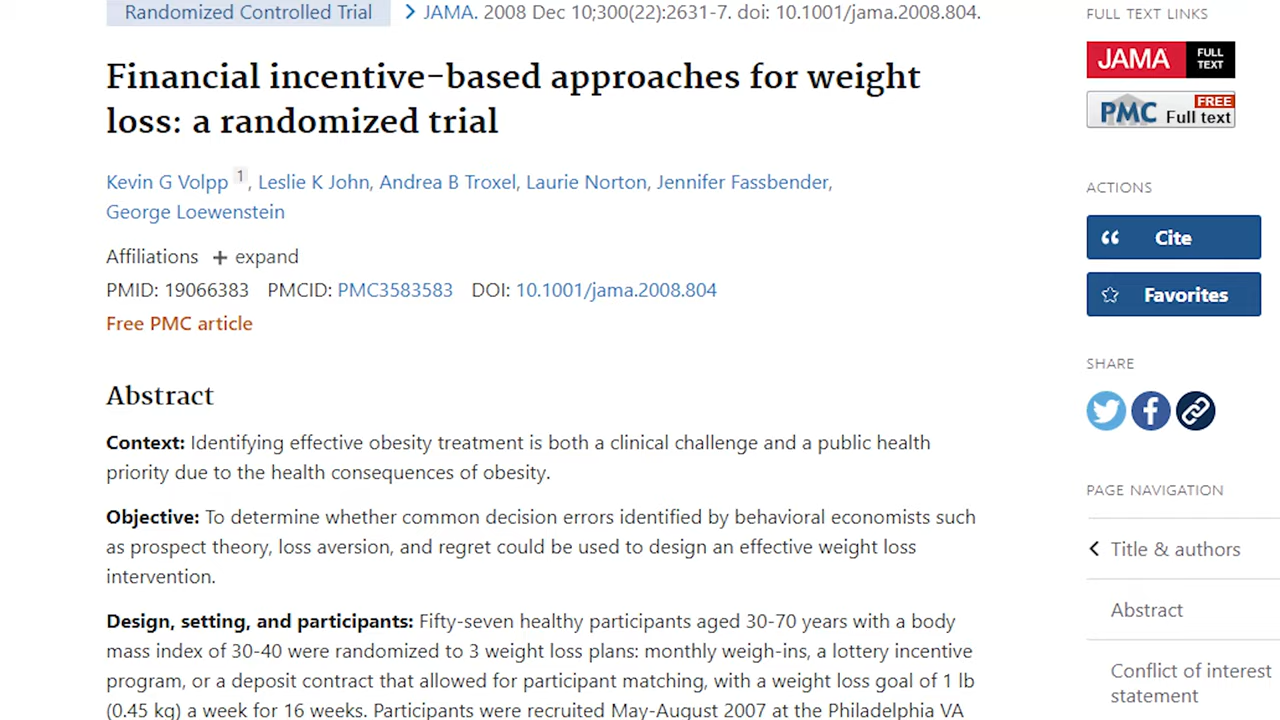 Randomized Controlled Trial > JAMA. 2008 Dec 10;300(22):2631-7. doi: 10.1001/jama.2008.804.
Financial incentive-based approaches for weight
loss: a randomized trial
Kevin G Volpp 1, Leslie K John, Andrea B Troxel, Laurie Norton, Jennifer Fassbender,
George Loewenstein
Affiliations + expand
PMID: 19066383 PMCID: PMC3583583 DOI: 10.1001/jama.2008.804
Free PMC article
Abstract
Context: Identifying effective obesity treatment is both a clinical challenge and a public health
priority due to the health consequences of obesity.
Objective: To determine whether common decision errors identified by behavioral economists such
as prospect theory, loss aversion, and regret could be used to design an effective weight loss
intervention.
Design, setting, and participants: Fifty-seven healthy participants aged 30-70 years with a body
mass index of 30-40 were randomized to 3 weight loss plans: monthly weigh-ins, a lottery incentive
program, or a deposit contract that allowed for participant matching, with a weight loss goal of 1 lb
(0.45 kg) a week for 16 weeks. Participants were recruited May-August 2007 at the Philadelphia VA
FULL TEXT LINKS
JAMA FULL
TEXT
PMC FREE
Full text
ACTIONS
Cite
Favorites
SHARE
PAGE NAVIGATION
Title & authors
Abstract
Conflict of interest
statement